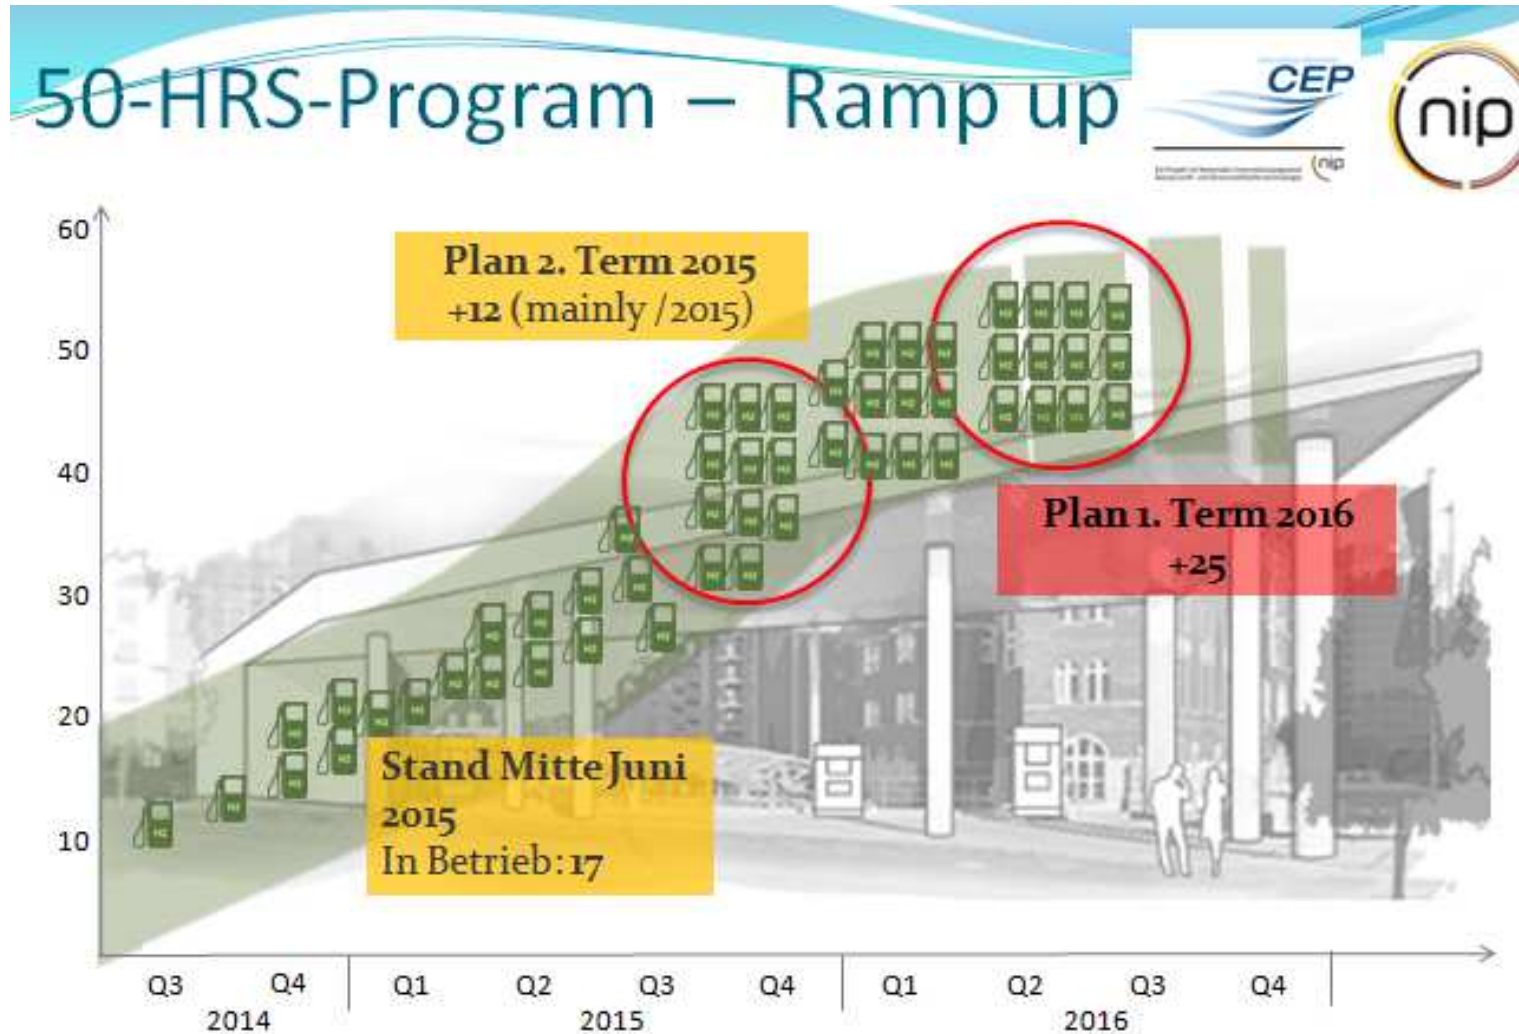 50-HRS-Program – Ramp up
CEP
nip
nip
60
50
40
30
20
10
Plan 2. Term 2015
+12 (mainly /2015)
Plan 1. Term 2016
+25
Stand Mitte Juni
2015
In Betrieb: 17
Q3 Q4 Q1 Q2 Q3 Q4 Q1 Q2 Q3 Q4
2014 2015 2016